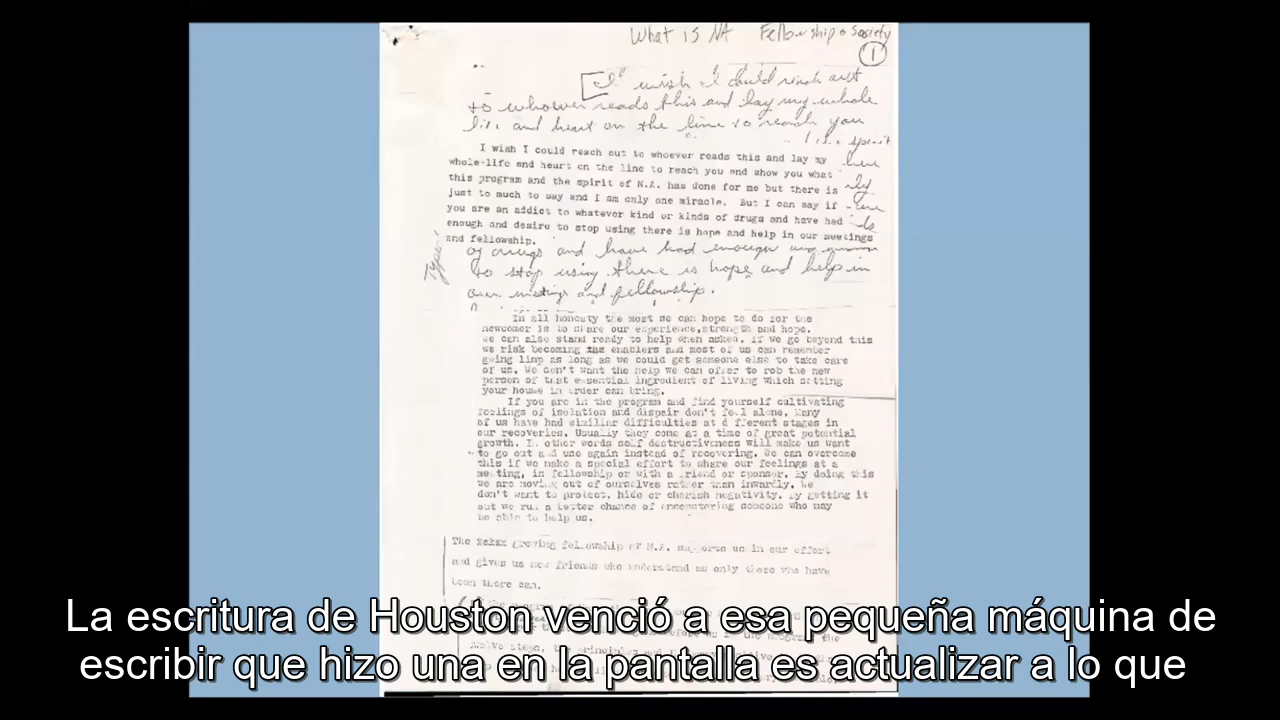 What is NA Fellowship & Society
1
"I" wish I could reach out
to whoever reads this and lay my whole
life and heart on the line to reach you
spirit
I wish I could reach out to whoever reads this and lay my
whole-life and heart on the line to reach you and show you what
this program and the spirit of N.A. has done for me but there is
just to much to say and I am only one miracle. But I can say if
you are an addict to whatever kind or kinds of drugs and have had
enough and desire to stop using there is hope and help in our meetings
and fellowship.
of drugs and have had enough and
to stop using there is hope and help in
our meetings and fellowship.
In all honesty the most we can hope to do for the
newcomer is to share our experience,strength and hope.
We can also stand ready to help when asked. If we go beyond this
we risk becoming the enablers and most of us can remember
going limp as long as we could get someone else to take care
of us. We don't want the help we can offer to rob the new
person of that essential ingredient of living which setting
your house in order can bring.
If you are in the program and find yourself cultivating
feelings of isolation and dispair don't feel alone. Many
of us have had similiar difficulties at d fferent stages in
our recoveries. Usually they come at a time of great potential
growth. In other words self destructiveness will make us want
to go out and use again instead of recovering. We can overcome
this if we make a special effort to share our feelings at a
meeting, in fellowship or with a friend or sponsor. By doing this
we are moving out of ourselves rather than inwardly. We
don't want to protect, hide or cherish negativity. By getting it
out we run a better chance of encountering someone who may
be able to help us.
The growing fellowship of N.A. supports us in our effort
and gives us new friends who understand as only those who have
been there can.
La escritura de Houston venció a esa pequeña máquina de
escribir que hizo una en la pantalla es actualizar a lo que